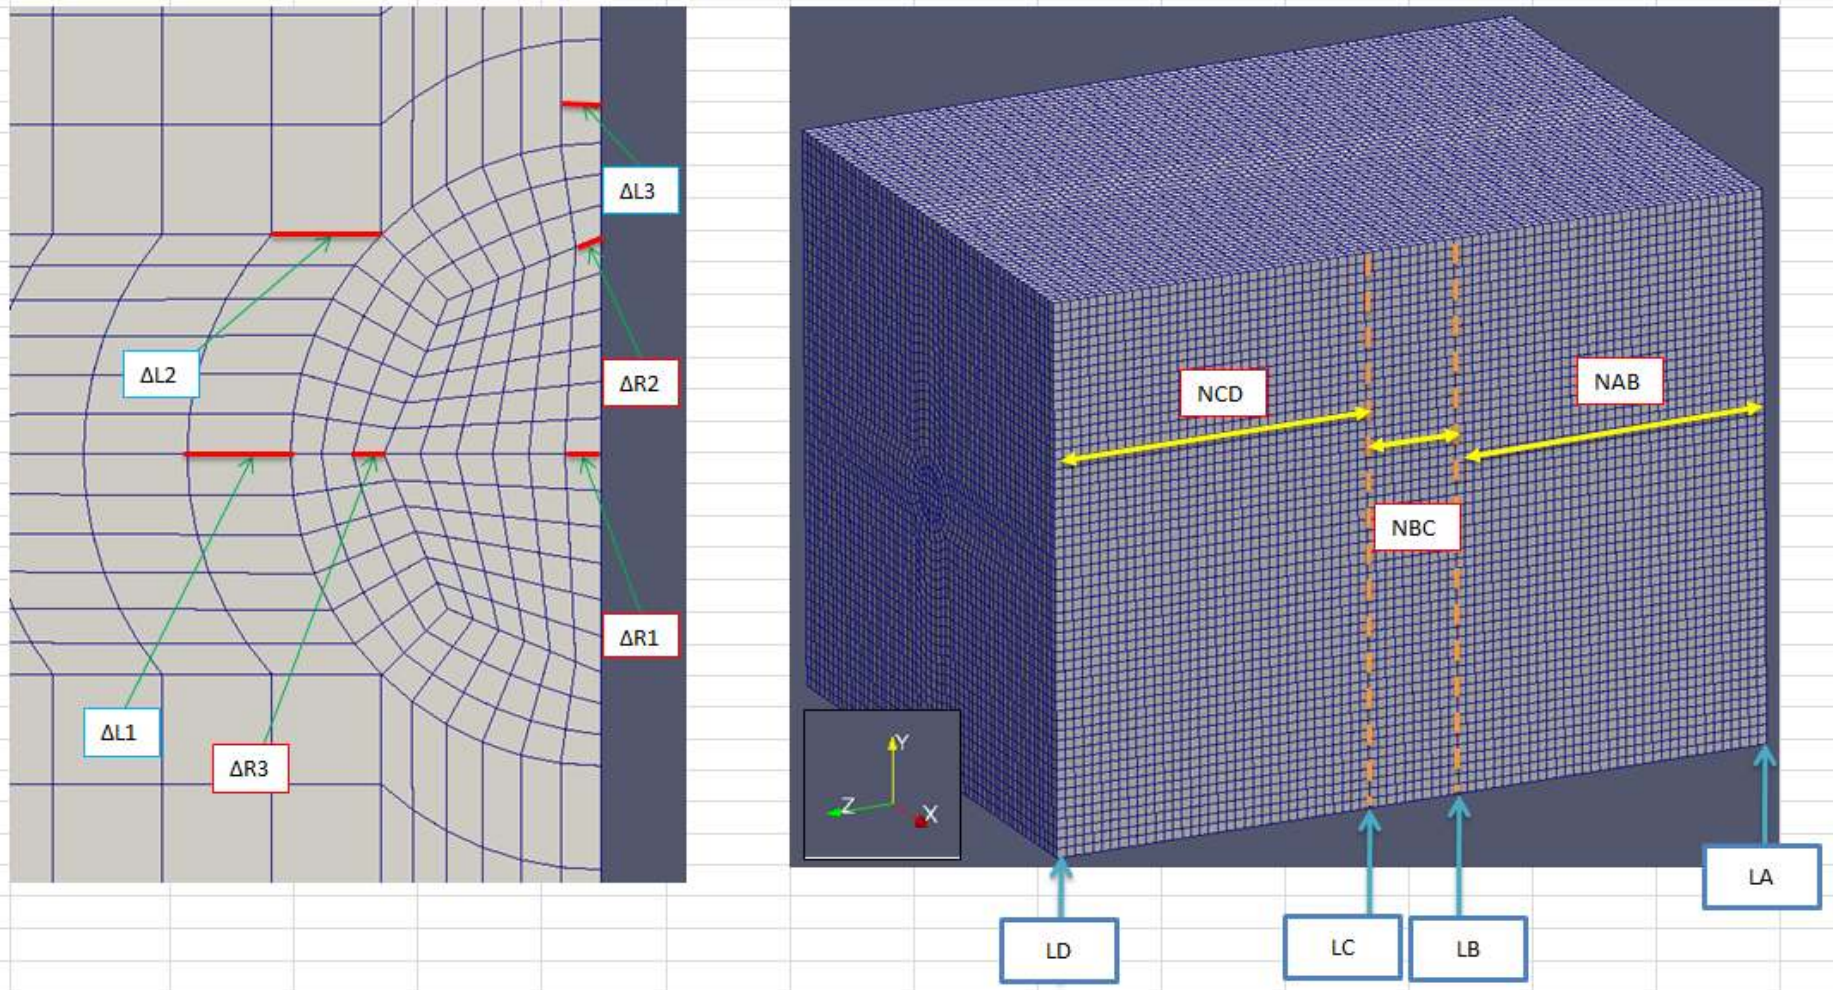 ΔL3
ΔL2
ΔR2
ΔR1
ΔL1
ΔR3
NCD
NAB
NBC
Y
Z
X
LA
LD
LC
LB